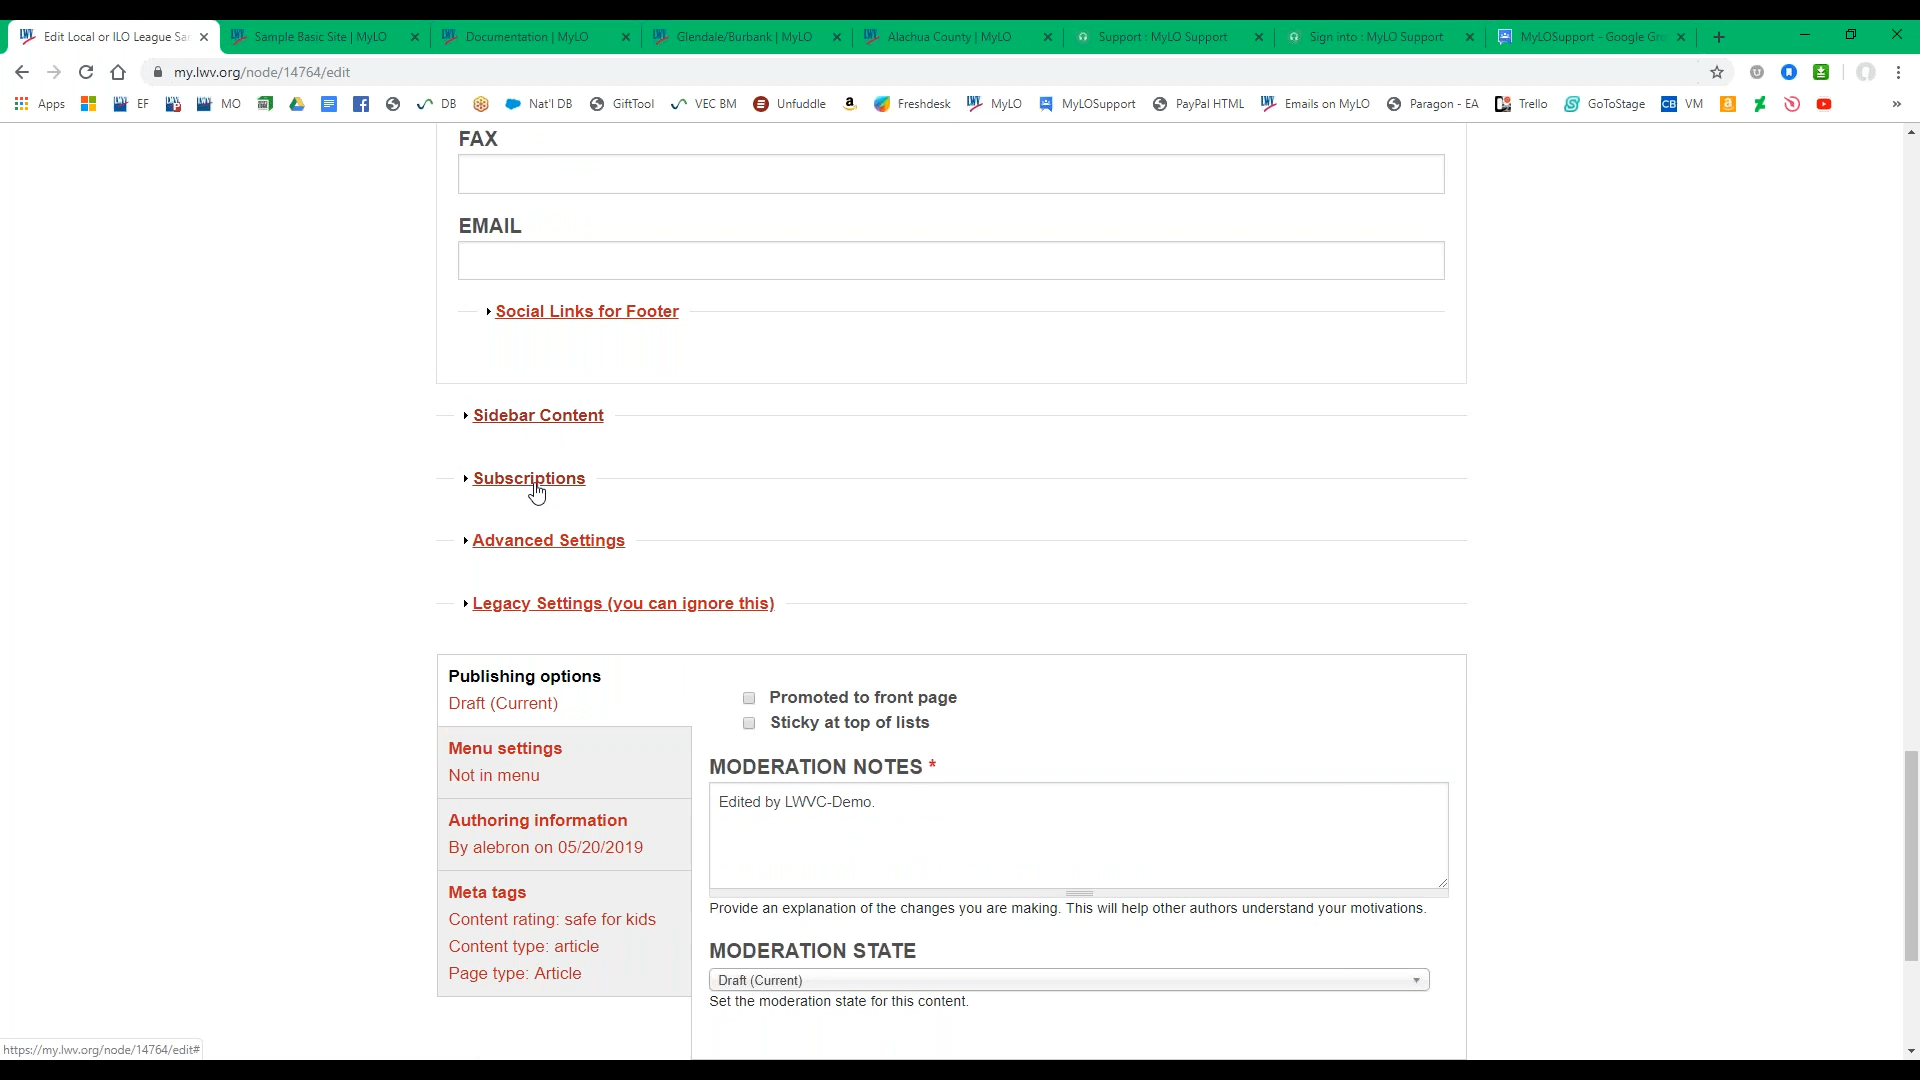 Edit Local or ILO League Sa
Sample Basic Site | MyLO
Documentation | MyLO
Glendale/Burbank | MyLO
Alachua County | MyLO
Support : MyLO Support
Sign into : MyLO Support
MyLOSupport - Google Gr
my.lwv.org/node/14764/edit
Apps
EF
MO
DB
Nat'l DB
GiftTool
VEC BM
Unfuddle
Freshdesk
MyLO
MyLOSupport
PayPal HTML
Emails on MyLO
Paragon - EA
Trello
GoToStage
CB VM
FAX
EMAIL
Social Links for Footer
Sidebar Content
Subscriptions
Advanced Settings
Legacy Settings (you can ignore this)
Publishing options
Draft (Current)
Menu settings
Not in menu
Authoring information
By alebron on 05/20/2019
Meta tags
Content rating: safe for kids
Content type: article
Page type: Article
Promoted to front page
Sticky at top of lists
MODERATION NOTES *
Edited by LWVC-Demo.
Provide an explanation of the changes you are making. This will help other authors understand your motivations.
MODERATION STATE
Draft (Current)
Set the moderation state for this content.
https://my.lwv.org/node/14764/edit#